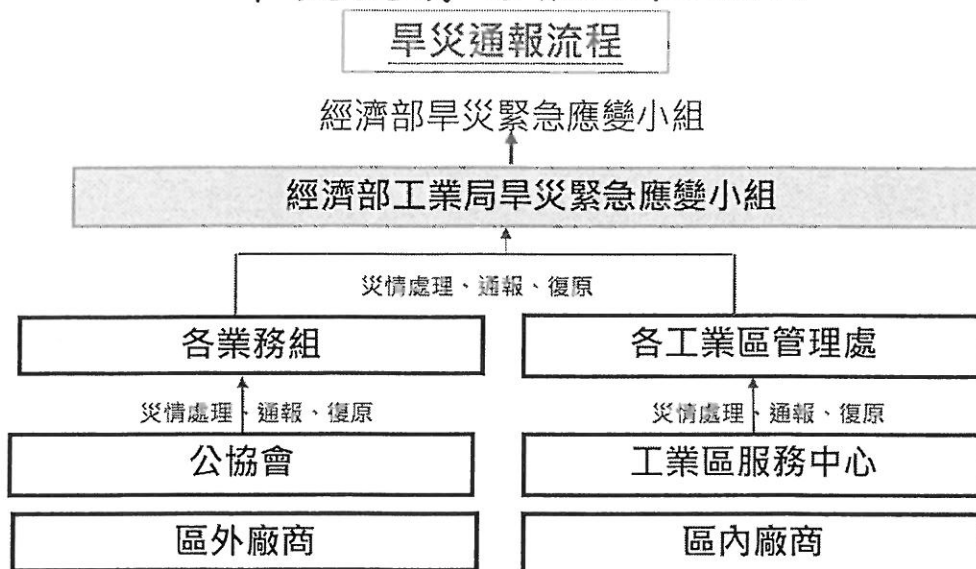 旱災通報流程
經濟部旱災緊急應變小組
經濟部工業局旱災緊急應變小組
災情處理、通報、復原
各業務組
各工業區管理處
災情處理、通報、復原
災情處理、通報、復原
公協會
工業區服務中心
區外廠商
區內廠商